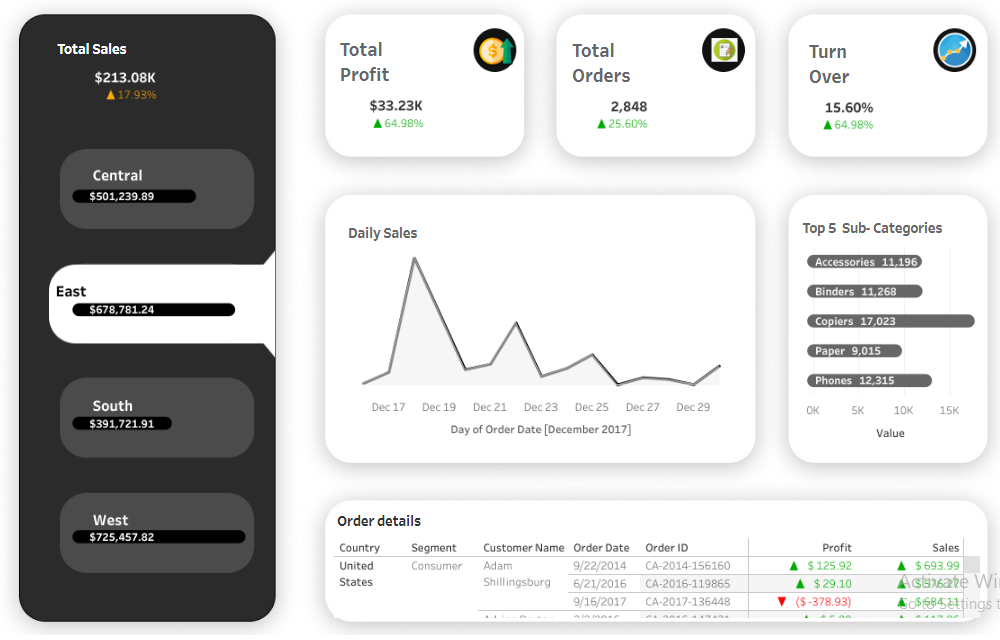 Total Sales
$213.08K
▲ 17.93%
Central
$501,239.89
East
$678,781.24
South
$391,721.91
West
$725,457.82
Total
Profit
$33.23K
▲ 64.98%
Total
Orders
2,848
▲ 25.60%
Turn
Over
15.60%
▲ 64.98%
Daily Sales
Dec 17 Dec 19 Dec 21 Dec 23 Dec 25 Dec 27 Dec 29
Day of Order Date [December 2017]
Top 5 Sub- Categories
Accessories 11,196
Binders 11,268
Copiers 17,023
Paper 9,015
Phones 12,315
0K 5K 10K 15K
Value
Order details
Country Segment Customer Name Order Date Order ID Profit Sales
United Consumer Adam 9/22/2014 CA-2014-156160 ▲ $ 125.92 ▲ $ 693.99
States Shillingsburg 6/21/2016 CA-2016-119865 ▲ $ 29.10 ▲ $ 576.27
9/16/2017 CA-2017-136448 ▼ ($ -378.93) ▲ $ 684.11
Activate Win
Go to Settings t